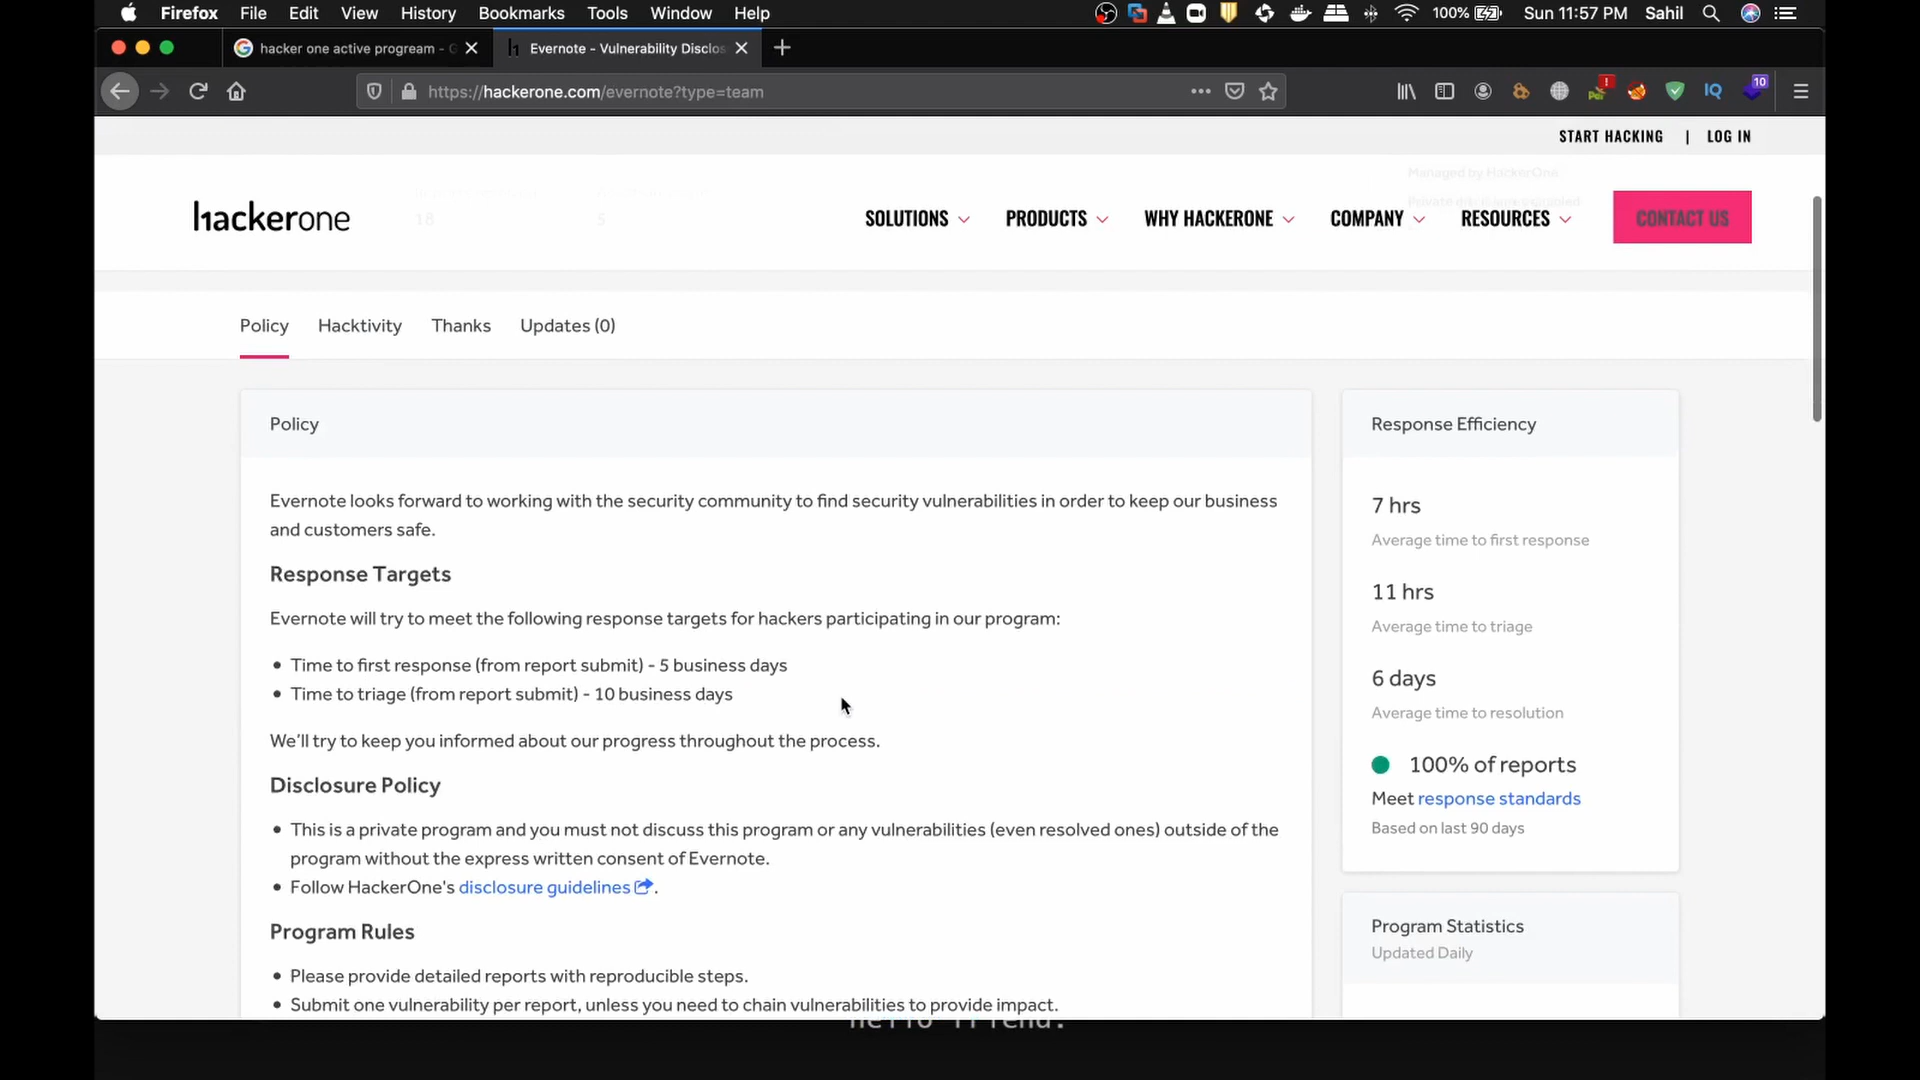 Firefox File Edit View History Bookmarks Tools Window Help 100% Sun 11:57 PM Sahil
hacker one active progream - G
Evernote - Vulnerability Disclos
https://hackerone.com/evernote?type=team
10
START HACKING | LOG IN
Managed by HackerOne
hackerone
18
5
SOLUTIONS PRODUCTS WHY HACKERONE COMPANY RESOURCES CONTACT US
Policy Hacktivity Thanks Updates (0)
Policy
Evernote looks forward to working with the security community to find security vulnerabilities in order to keep our business
and customers safe.
Response Targets
Evernote will try to meet the following response targets for hackers participating in our program:
• Time to first response (from report submit) - 5 business days
• Time to triage (from report submit) - 10 business days
We'll try to keep you informed about our progress throughout the process.
Disclosure Policy
• This is a private program and you must not discuss this program or any vulnerabilities (even resolved ones) outside of the
program without the express written consent of Evernote.
• Follow HackerOne's disclosure guidelines.
Program Rules
• Please provide detailed reports with reproducible steps.
• Submit one vulnerability per report, unless you need to chain vulnerabilities to provide impact.
Response Efficiency
7 hrs
Average time to first response
11 hrs
Average time to triage
6 days
Average time to resolution
100% of reports
Meet response standards
Based on last 90 days
Program Statistics
Updated Daily